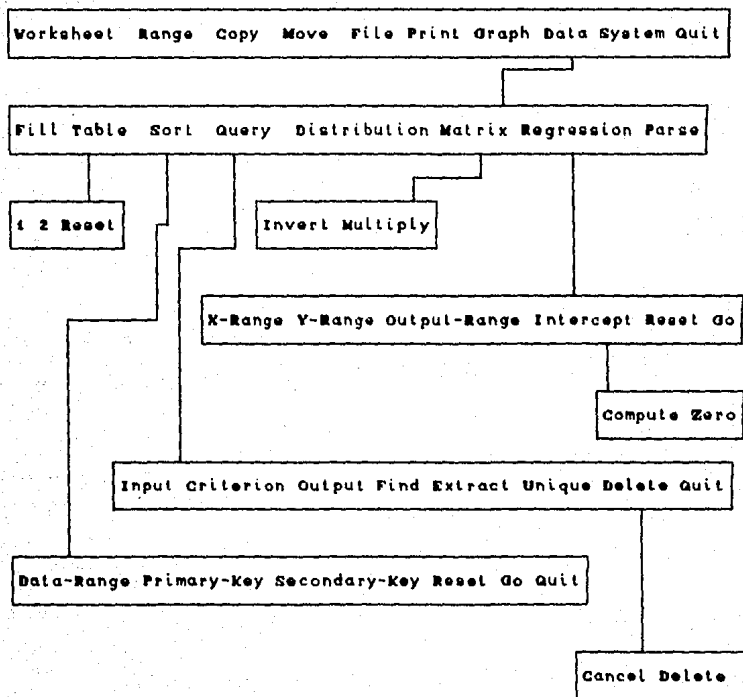 Worksheet Range Copy Move File Print Graph Data System Quit
Fill Table Sort Query Distribution Matrix Regression Parse
1 2 Reset
Invert Multiply
X-Range Y-Range Output-Range Intercept Reset Go
Compute Zero
Input Criterion Output Find Extract Unique Delete Quit
Data-Range Primary-Key Secondary-Key Reset Go Quit
Cancel Delete